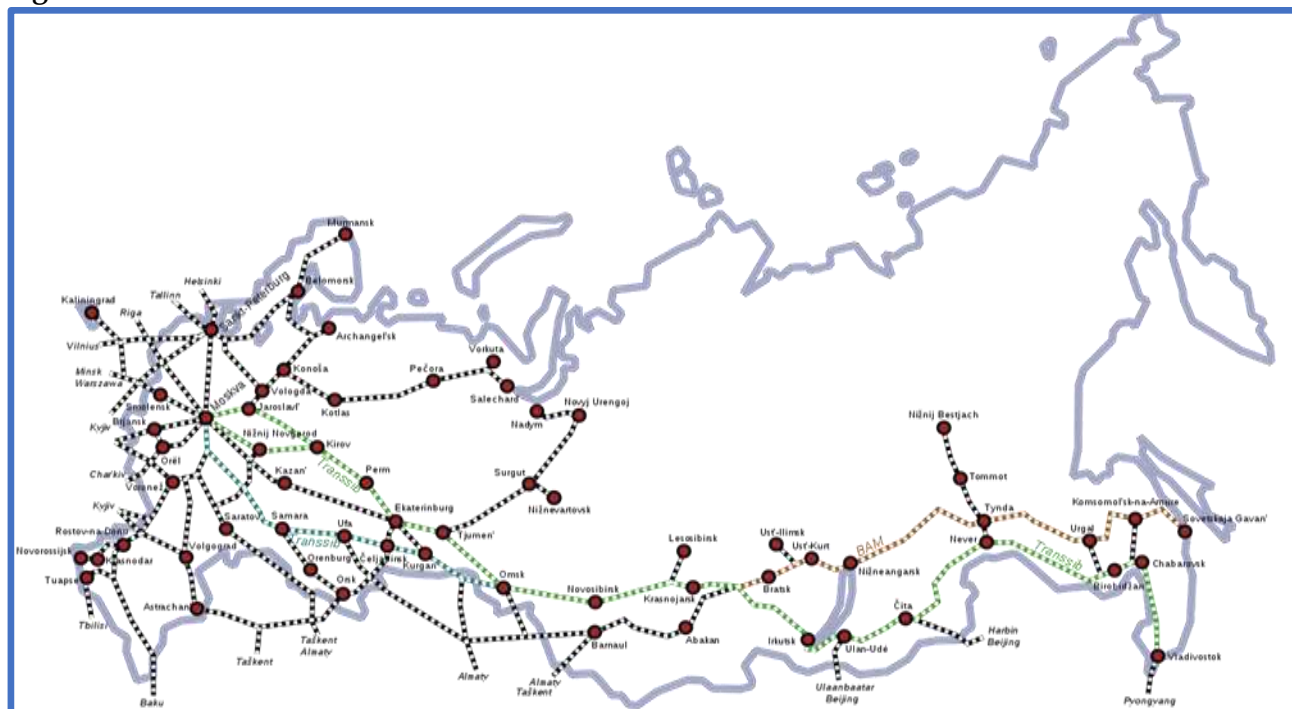 Murmansk
Helsinki
Tallinn
Sankt-Peterburg
Belomorsk
Kaliningrad
Riga
Archangel'sk
Vilnius
Vorkuta
Konoša
Pečora
Minsk
Warszawa
Vologda
Salechard
Smolensk
Moskva
Jaroslavl'
Kotlas
Novyj Urengoj
Nadym
Nižnij Bestjach
Brjansk
Kyjiv
Nižnij Novgorod
Kirov
Orël
Transsib
Charkiv
Kazan'
Perm
Surgut
Tommot
Voronež
Nižnevartovsk
Kyjiv
Ekaterinburg
Tynda
Komsomol'sk-na-Amure
Saratov
Samara
Ufa
Tjumen'
Sovetskaja Gavan'
Rostov-na-Donu
Urgal
Ust'-Ilimsk
Lesosibirsk
Never
Transsib
BAM
Transsib
Novorossijsk
Krasnodar
Volgograd
Orenburg
Čeljabinsk
Kurgan
Ust'-Kurt
Nižneangarsk
Chabarovsk
Tuapse
Orsk
Omsk
Novosibirsk
Krasnojarsk
Bratsk
Birobidžan
Astrachan
Čita
Tbilisi
Taškent
Almaty
Barnaul
Abakan
Irkutsk
Ulan-Udė
Harbin
Beijing
Taškent
Vladivostok
Almaty
Almaty
Taškent
Ulaanbaatar
Beijing
Baku
Pyongyang